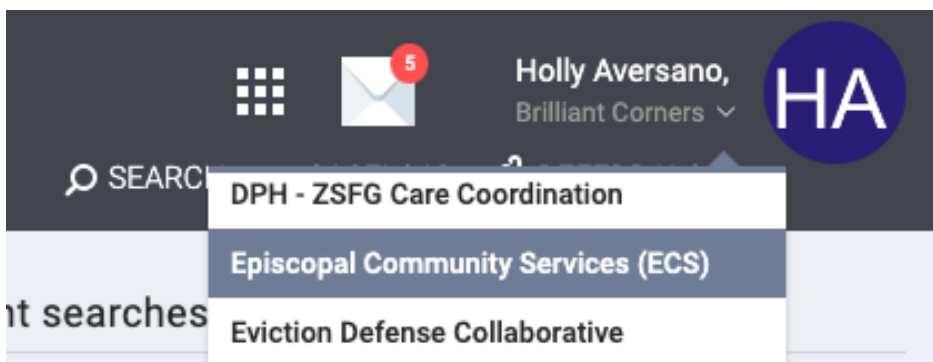 5
Holly Aversano,
Brilliant Corners
HA
SEARC
DPH - ZSFG Care Coordination
Episcopal Community Services (ECS)
nt searches
Eviction Defense Collaborative